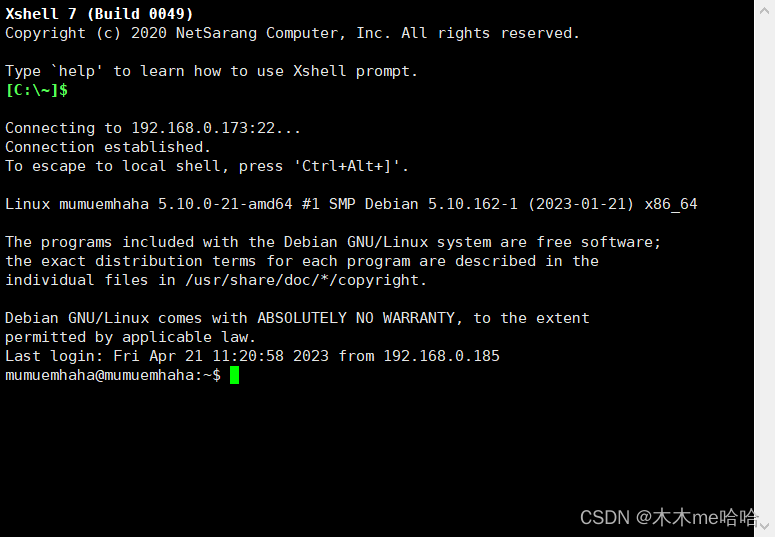 Xshell 7 (Build 0049)
Copyright (c) 2020 NetSarang Computer, Inc. All rights reserved.
Type `help' to learn how to use Xshell prompt.
[C:\~]$
Connecting to 192.168.0.173:22...
Connection established.
To escape to local shell, press 'Ctrl+Alt+]'.
Linux mumuemhaha 5.10.0-21-amd64 #1 SMP Debian 5.10.162-1 (2023-01-21) x86_64
The programs included with the Debian GNU/Linux system are free software;
the exact distribution terms for each program are described in the
individual files in /usr/share/doc/*/copyright.
Debian GNU/Linux comes with ABSOLUTELY NO WARRANTY, to the extent
permitted by applicable law.
Last login: Fri Apr 21 11:20:58 2023 from 192.168.0.185
mumuemhaha@mumuemhaha:~$
CSDN @木木me哈哈